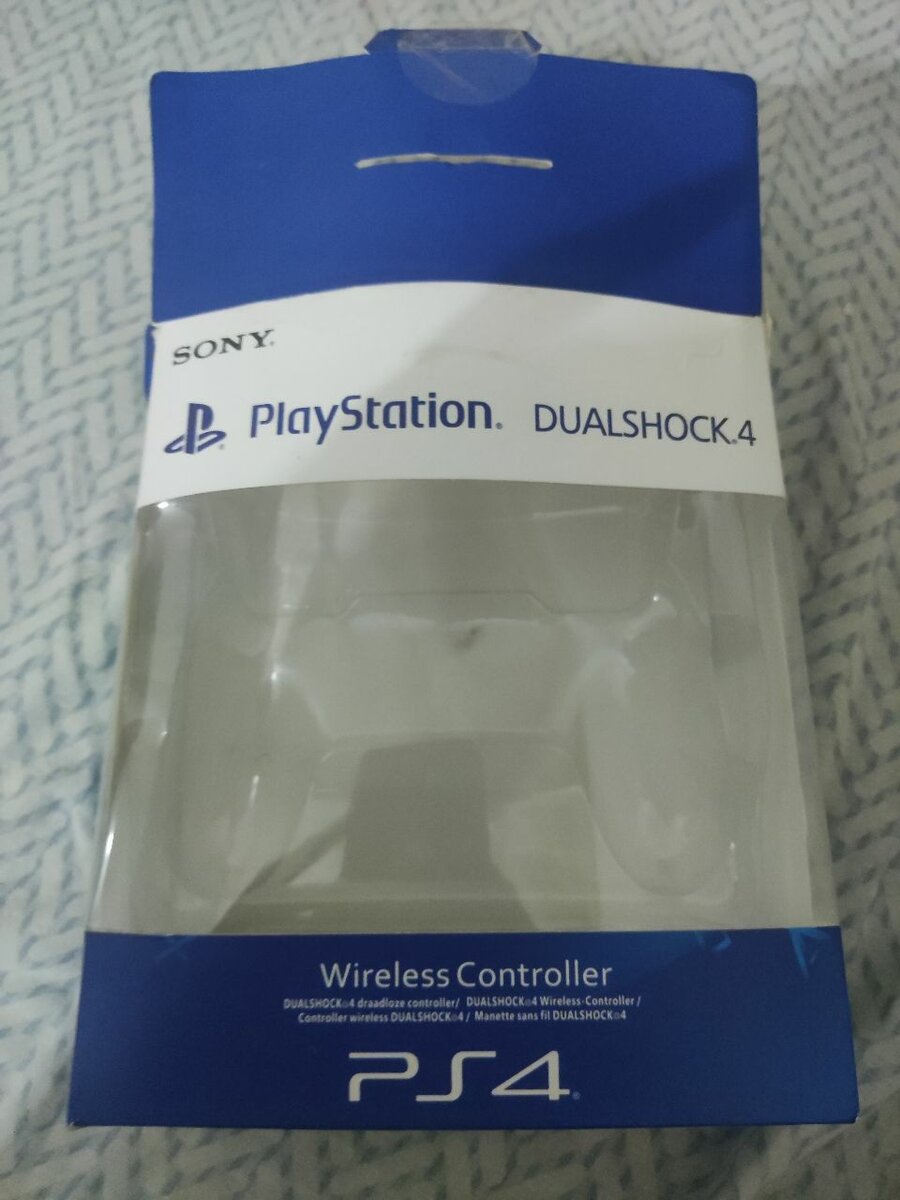 SONY®
PlayStation® DUALSHOCK®4
Wireless Controller
DUALSHOCK®4 draadloze controller/ DUALSHOCK®4 Wireless-Controller /
Controller wireless DUALSHOCK®4 / Manette sans fil DUALSHOCK®4
PS4®